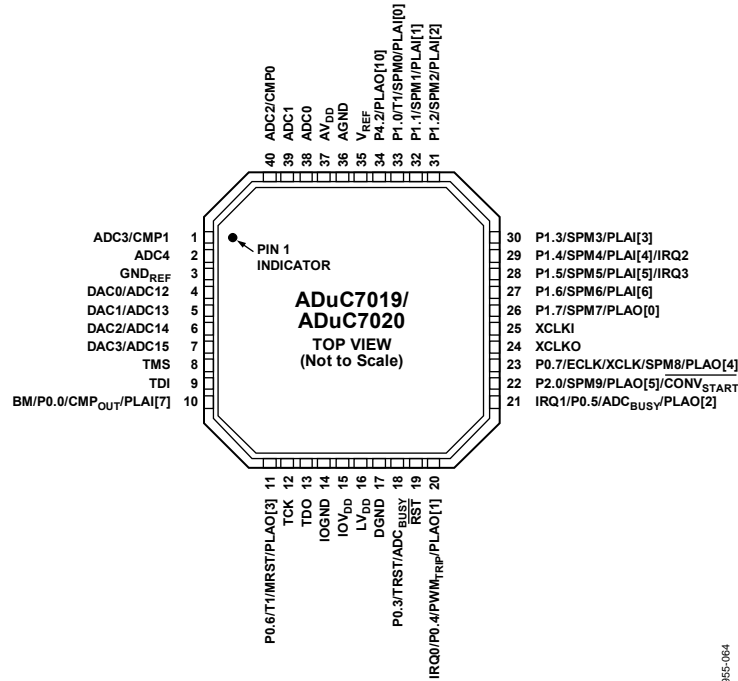 40 ADC2/CMP0
39 ADC1
38 ADC0
37 AVDD
36 AGND
35 VREF
34 P4.2/PLAO[10]
33 P1.0/T1/SPM0/PLAI[0]
32 P1.1/SPM1/PLAI[1]
31 P1.2/SPM2/PLAI[2]
ADC3/CMP1 1
ADC4 2
GNDREF 3
DAC0/ADC12 4
DAC1/ADC13 5
DAC2/ADC14 6
DAC3/ADC15 7
TMS 8
TDI 9
BM/P0.0/CMPOUT/PLAI[7] 10
PIN 1
INDICATOR
ADuC7019/
ADuC7020
TOP VIEW
(Not to Scale)
30 P1.3/SPM3/PLAI[3]
29 P1.4/SPM4/PLAI[4]/IRQ2
28 P1.5/SPM5/PLAI[5]/IRQ3
27 P1.6/SPM6/PLAI[6]
26 P1.7/SPM7/PLAO[0]
25 XCLKI
24 XCLKO
23 P0.7/ECLK/XCLK/SPM8/PLAO[4]
22 P2.0/SPM9/PLAO[5]/CONVSTART
21 IRQ1/P0.5/ADCBUSY/PLAO[2]
P0.6/T1/MRST/PLAO[3] 11
TCK 12
TDO 13
IOGND 14
IOVDD 15
LVDD 16
DGND 17
P0.3/TRST/ADCBUSY 18
RST 19
IRQ0/P0.4/PWMTRIP/PLAO[1] 20